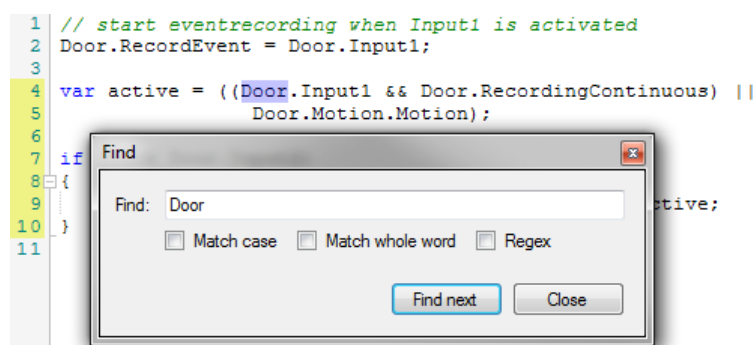 1 // start eventrecording when Input1 is activated
2 Door.RecordEvent = Door.Input1;
3
4 var active = ((Door.Input1 && Door.RecordingContinuous) ||
5 Door.Motion.Motion);
6
7 if
8 {
9 ctive;
10 }
11
Find
Find: Door
Match case Match whole word Regex
Find next Close